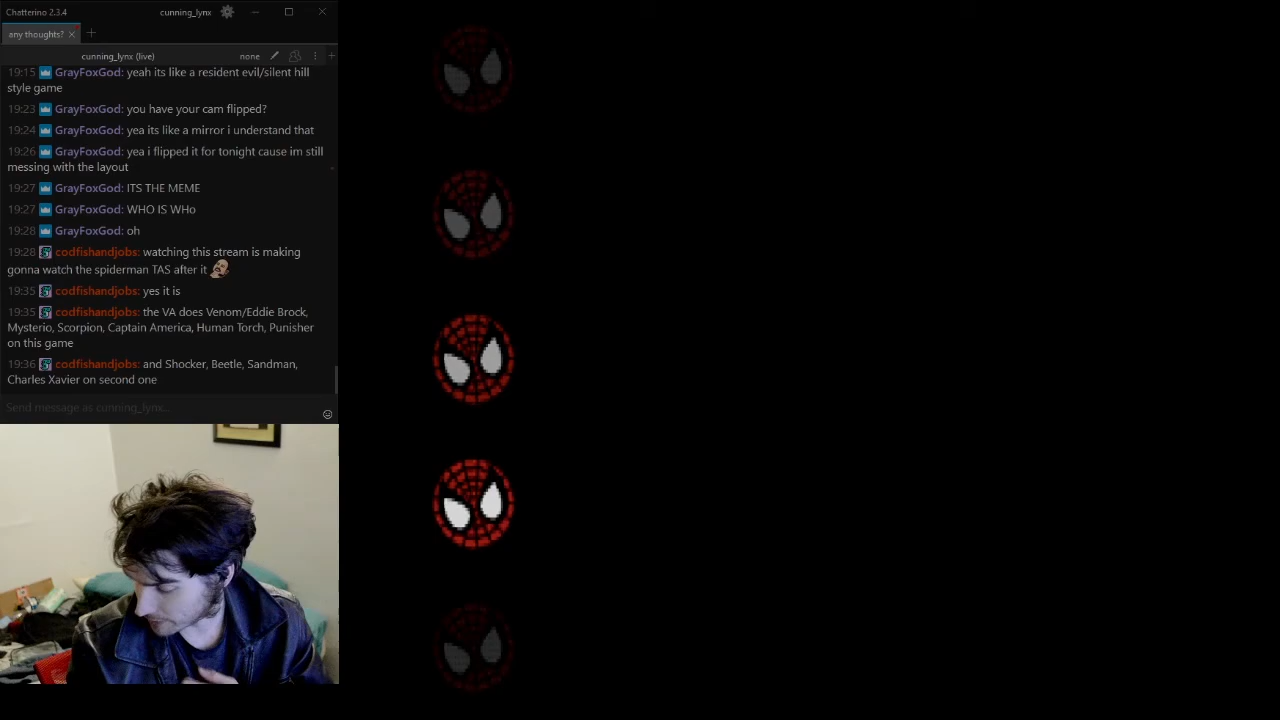 Chatterino 2.3.4
cunning_lynx
any thoughts?
cunning_lynx (live)
none
19:15 GrayFoxGod: yeah its like a resident evil/silent hill
style game
19:23 GrayFoxGod: you have your cam flipped?
19:24 GrayFoxGod: yea its like a mirror i understand that
19:26 GrayFoxGod: yea i flipped it for tonight cause im still
messing with the layout
19:27 GrayFoxGod: ITS THE MEME
19:27 GrayFoxGod: WHO IS WHo
19:28 GrayFoxGod: oh
19:28 codfishandjobs: watching this stream is making
gonna watch the spiderman TAS after it
19:35 codfishandjobs: yes it is
19:35 codfishandjobs: the VA does Venom/Eddie Brock,
Mysterio, Scorpion, Captain America, Human Torch, Punisher
on this game
19:36 codfishandjobs: and Shocker, Beetle, Sandman,
Charles Xavier on second one
Send message as cunning_lynx...